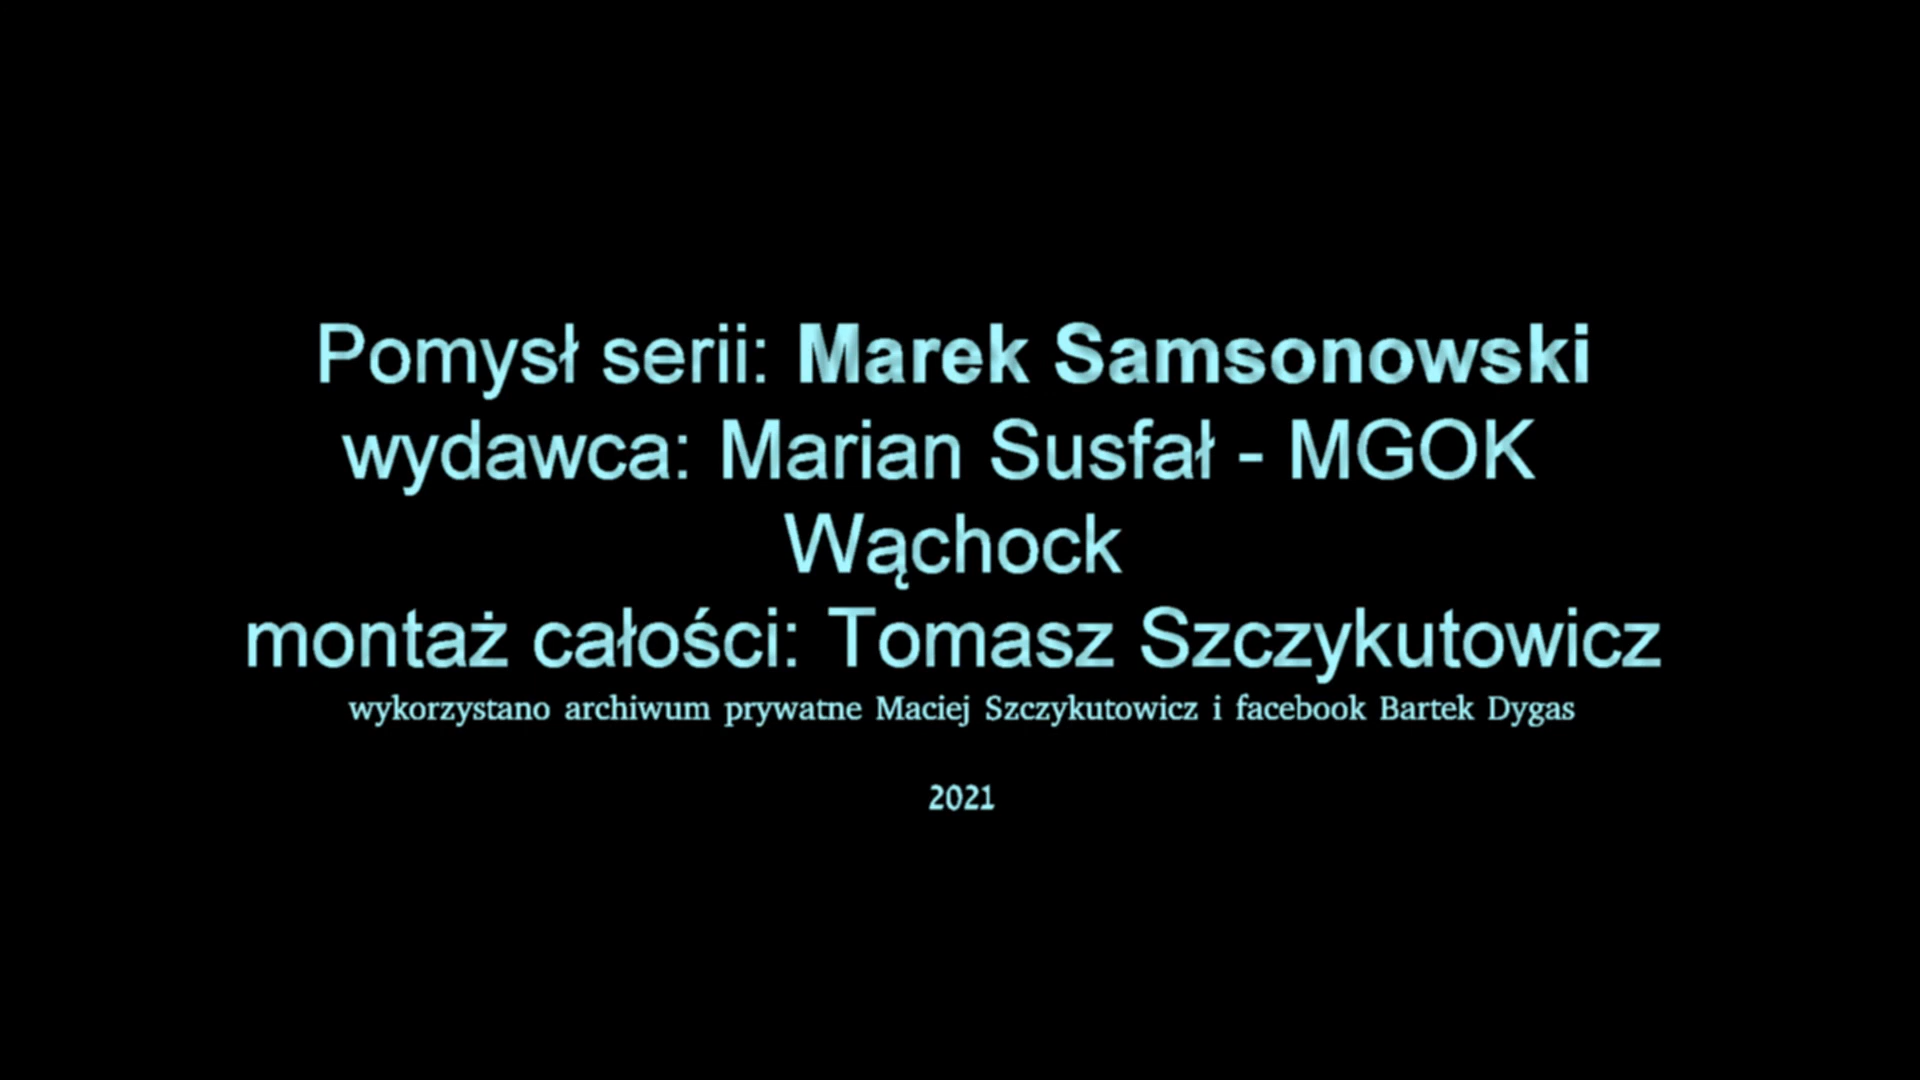 Pomysł serii: Marek Samsonowski
wydawca: Marian Susfał - MGOK
Wąchock
montaż całości: Tomasz Szczykutowicz
wykorzystano archiwum prywatne Maciej Szczykutowicz i facebook Bartek Dygas
2021